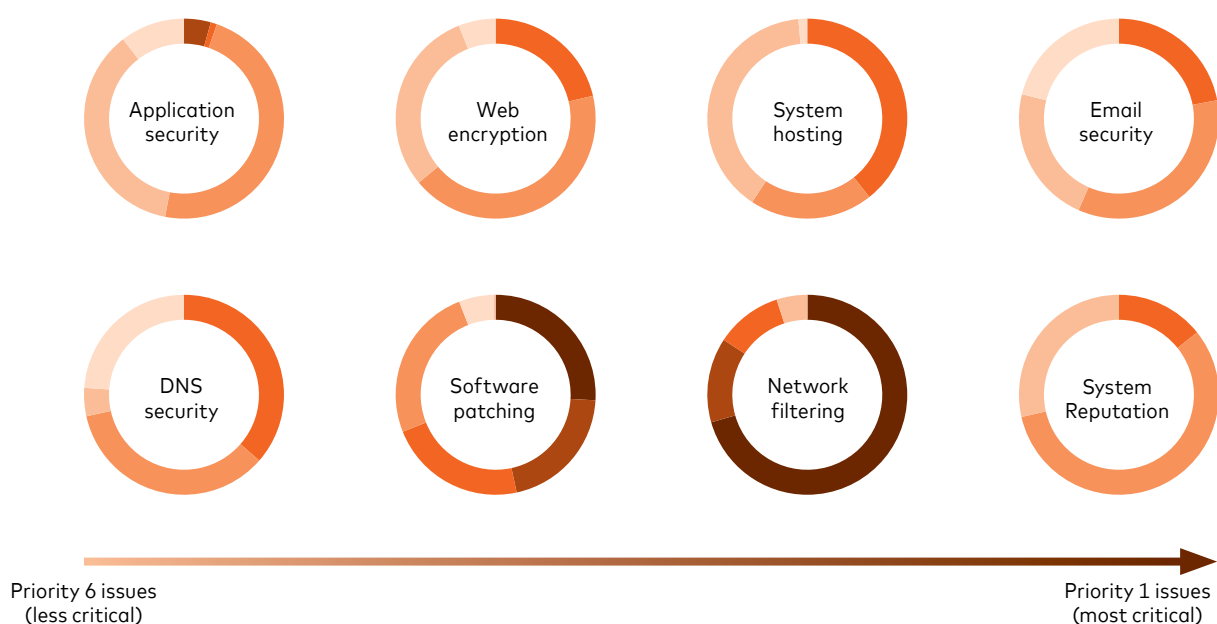 Application
security
Web
encryption
System
hosting
Email
security
DNS
security
Software
patching
Network
filtering
System
Reputation
Priority 6 issues
(less critical)
Priority 1 issues
(most critical)